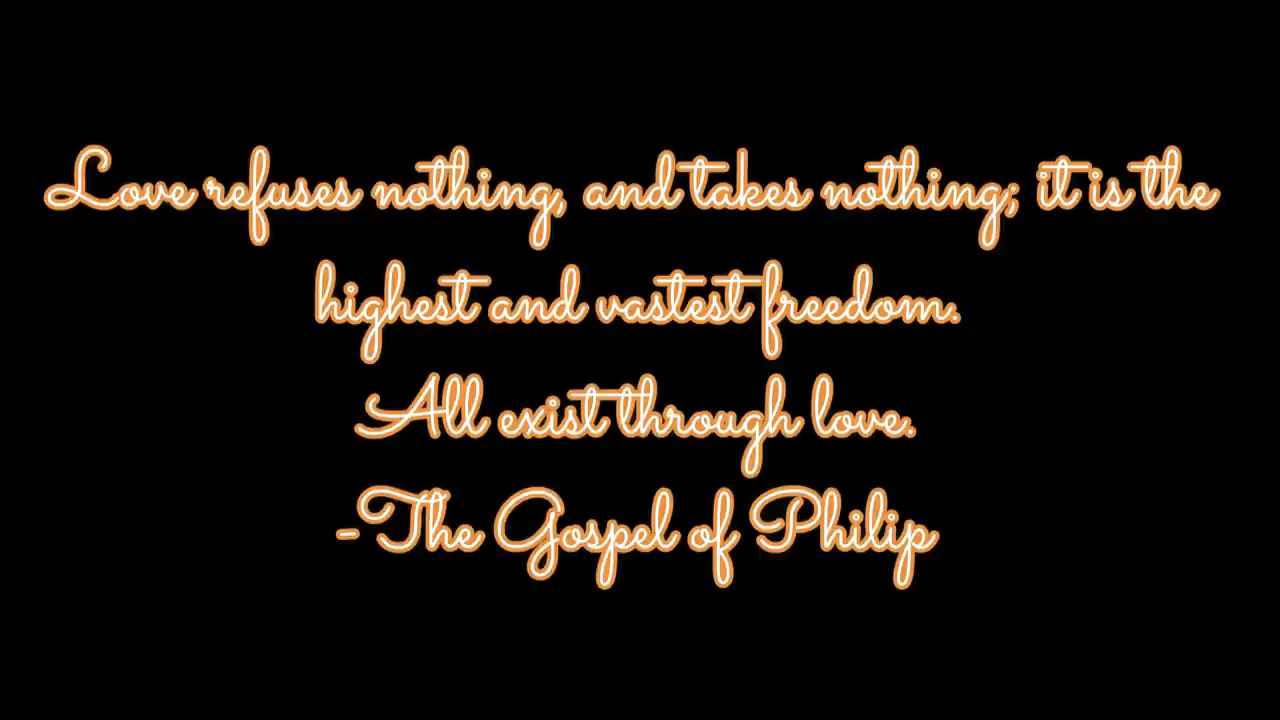 Love refuses nothing, and takes nothing; it is the
highest and vastest freedom.
All exist through love.
-The Gospel of Philip